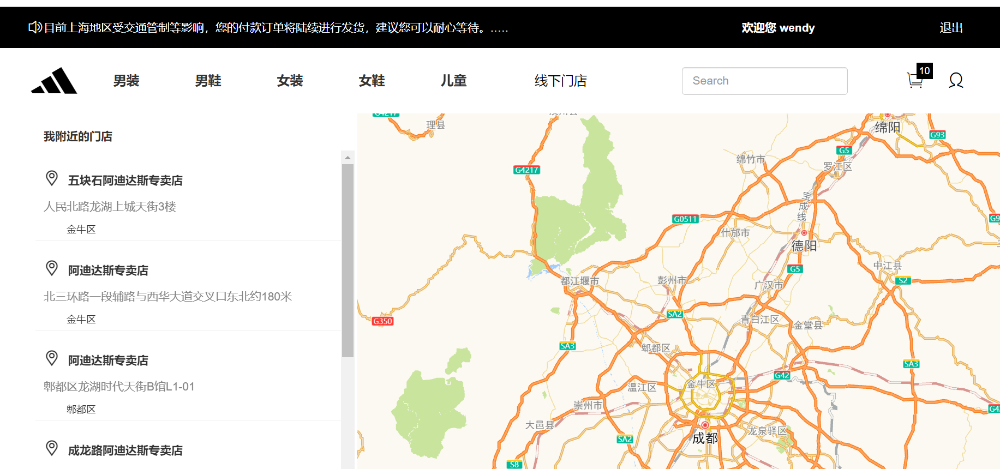 目前上海地区受交通管制等影响，您的付款订单将陆续进行发货，建议您可以耐心等待。.....
欢迎您 wendy
退出
男装
男鞋
女装
女鞋
儿童
线下门店
Search
10
我附近的门店
五块石阿迪达斯专卖店
人民北路龙湖上城天街3楼
金牛区
阿迪达斯专卖店
北三环路一段辅路与西华大道交叉口东北约180米
金牛区
阿迪达斯专卖店
郫都区龙湖时代天街B馆L1-01
郫都区
成龙路阿迪达斯专卖店
G4217
理县
绵阳
G93
G5
绵竹市
罗江区
G4217
宝成线
G0511
什邡市
德阳
G5
中江县
S2
都江堰市
彭州市
广汉市
SA2
G350
青白江区
金堂县
SA3
郫都区
SA3
G42
温江区
金牛区
崇州市
大邑县
龙泉驿区
SA2
成都
S8